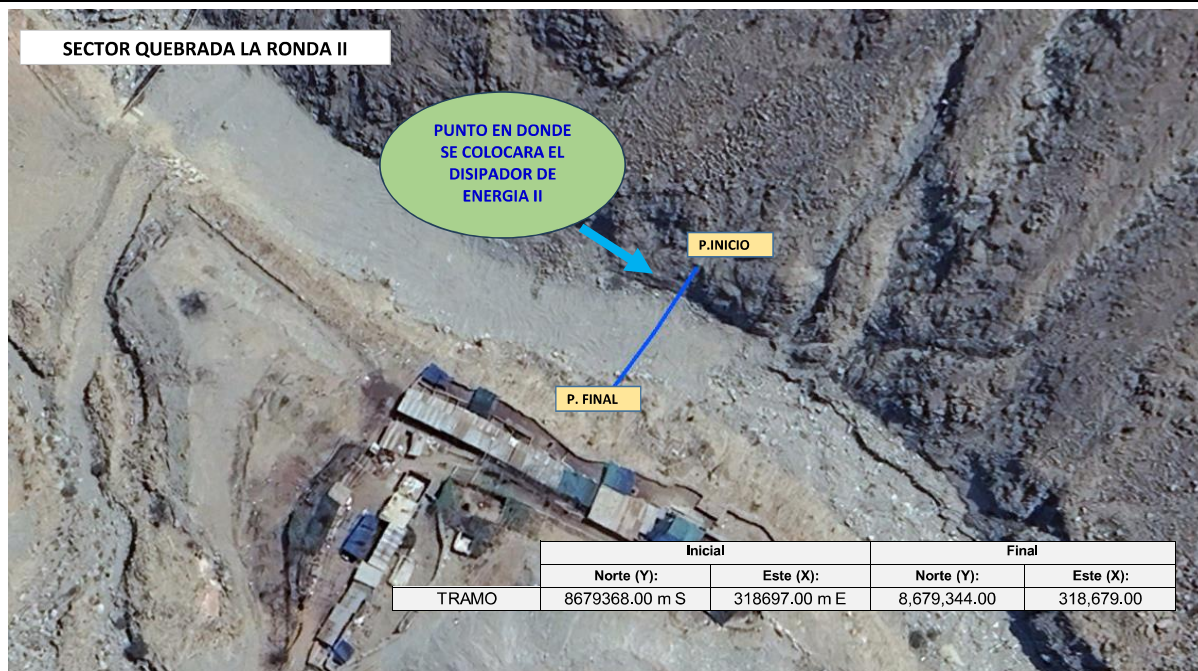 SECTOR QUEBRADA LA RONDA II
PUNTO EN DONDE
SE COLOCARA EL
DISIPADOR DE
ENERGIA II
P.INICIO
P. FINAL
Inicial Final
Norte (Y): Este (X): Norte (Y): Este (X):
TRAMO 8679368.00 m S 318697.00 m E 8,679,344.00 318,679.00